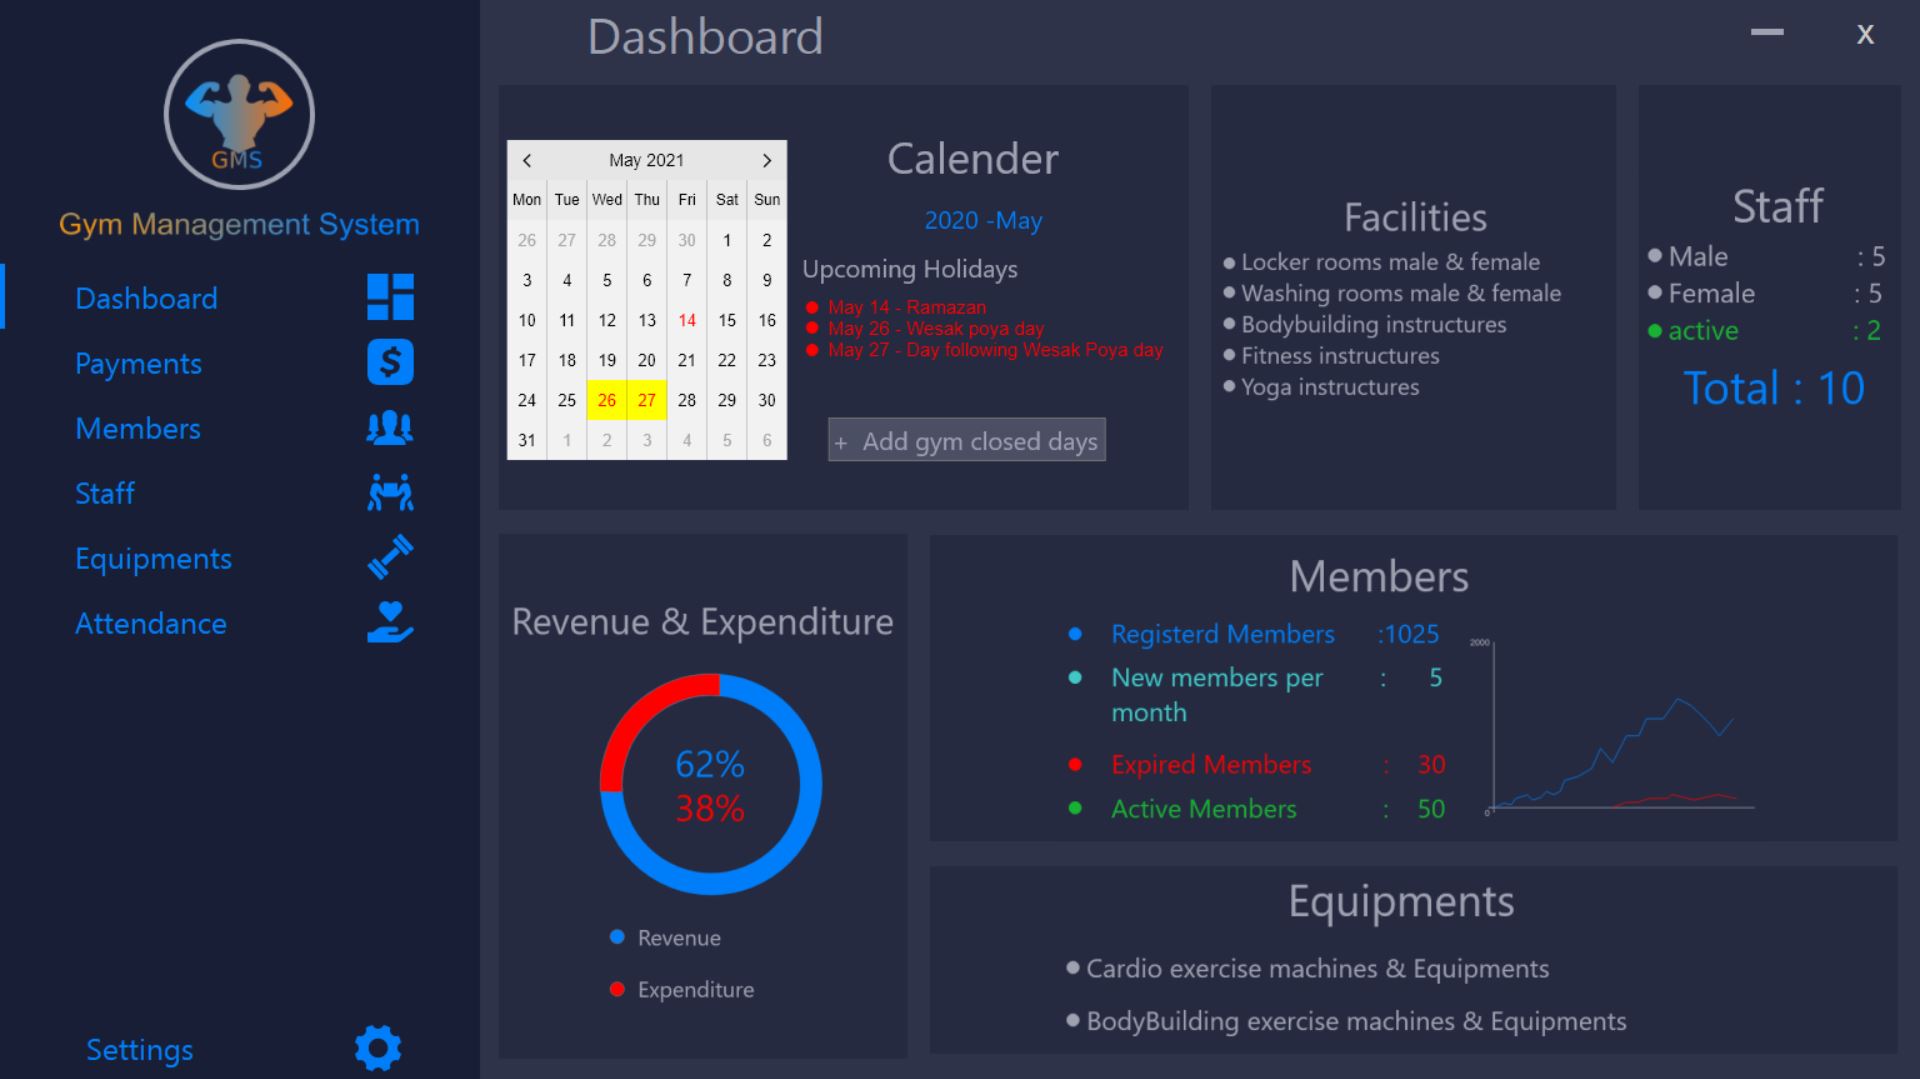 Dashboard
X
GMS
Gym Management System
Dashboard
Payments
Members
Staff
Equipments
Attendance
Settings
May 2021
Mon Tue Wed Thu Fri Sat Sun
26 27 28 29 30 1 2
3 4 5 6 7 8 9
10 11 12 13 14 15 16
17 18 19 20 21 22 23
24 25 26 27 28 29 30
31 1 2 3 4 5 6
Calender
2020 -May
Upcoming Holidays
May 14 - Ramazan
May 26 - Wesak poya day
May 27 - Day following Wesak Poya day
+ Add gym closed days
Facilities
Locker rooms male & female
Washing rooms male & female
Bodybuilding instructures
Fitness instructures
Yoga instructures
Staff
Male : 5
Female : 5
active : 2
Total : 10
Revenue & Expenditure
62%
38%
Revenue
Expenditure
Members
Registerd Members :1025
New members per : 5
month
Expired Members : 30
Active Members : 50
2000
0
Equipments
Cardio exercise machines & Equipments
BodyBuilding exercise machines & Equipments